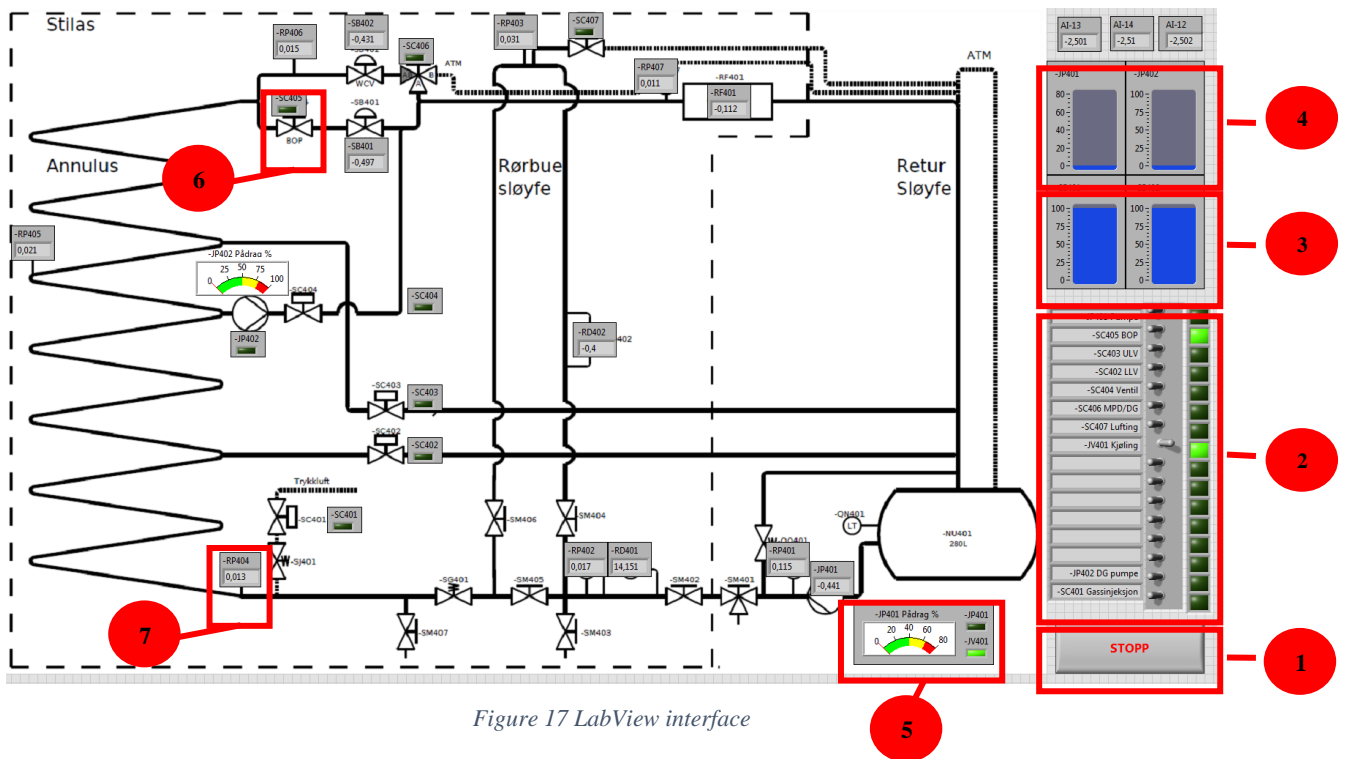 Stilas
-RP406
0,015
-SB402
-0,431
WCV
-SC406
AB
B
A
ATM
-RP403
0,031
-SC407
-RP407
0,011
-RF401
-RF401
-0,112
ATM
-SC405
BOP
-SB401
-SB401
-0,497
6
Annulus
Rørbue
sløyfe
Retur
Sløyfe
-RP405
0,021
-JP402 Pådrag %
0
25
50
75
100
-SC404
-SC404
-JP402
-RD402
-0,4
402
-SC403
-SC403
-SC402
-SC402
Trykkluft
-SC401
-SC401
-SJ401
-RP404
0,013
7
-SM406
-SM404
-RP402
0,017
-RD401
14,151
-SG401
-SM405
-SM402
-SM401
-SM407
-SM403
-RP401
0,115
-JP401
-0,441
-QN401
LT
-NU401
280L
-JP401 Pådrag %
0
20
40
60
80
-JP401
-JV401
5
AI-13
-2,501
AI-14
-2,51
AI-12
-2,502
-JP401
80
60
40
20
0
-JP402
100
75
50
25
0
4
100
75
50
25
0
100
75
50
25
0
3
-SC405 BOP
-SC403 ULV
-SC402 LLV
-SC404 Ventil
-SC406 MPD/DG
-SC407 Lufting
-JV401 Kjøling
-JP402 DG pumpe
-SC401 Gassinjeksjon
2
STOPP
1
Figure 17 LabView interface